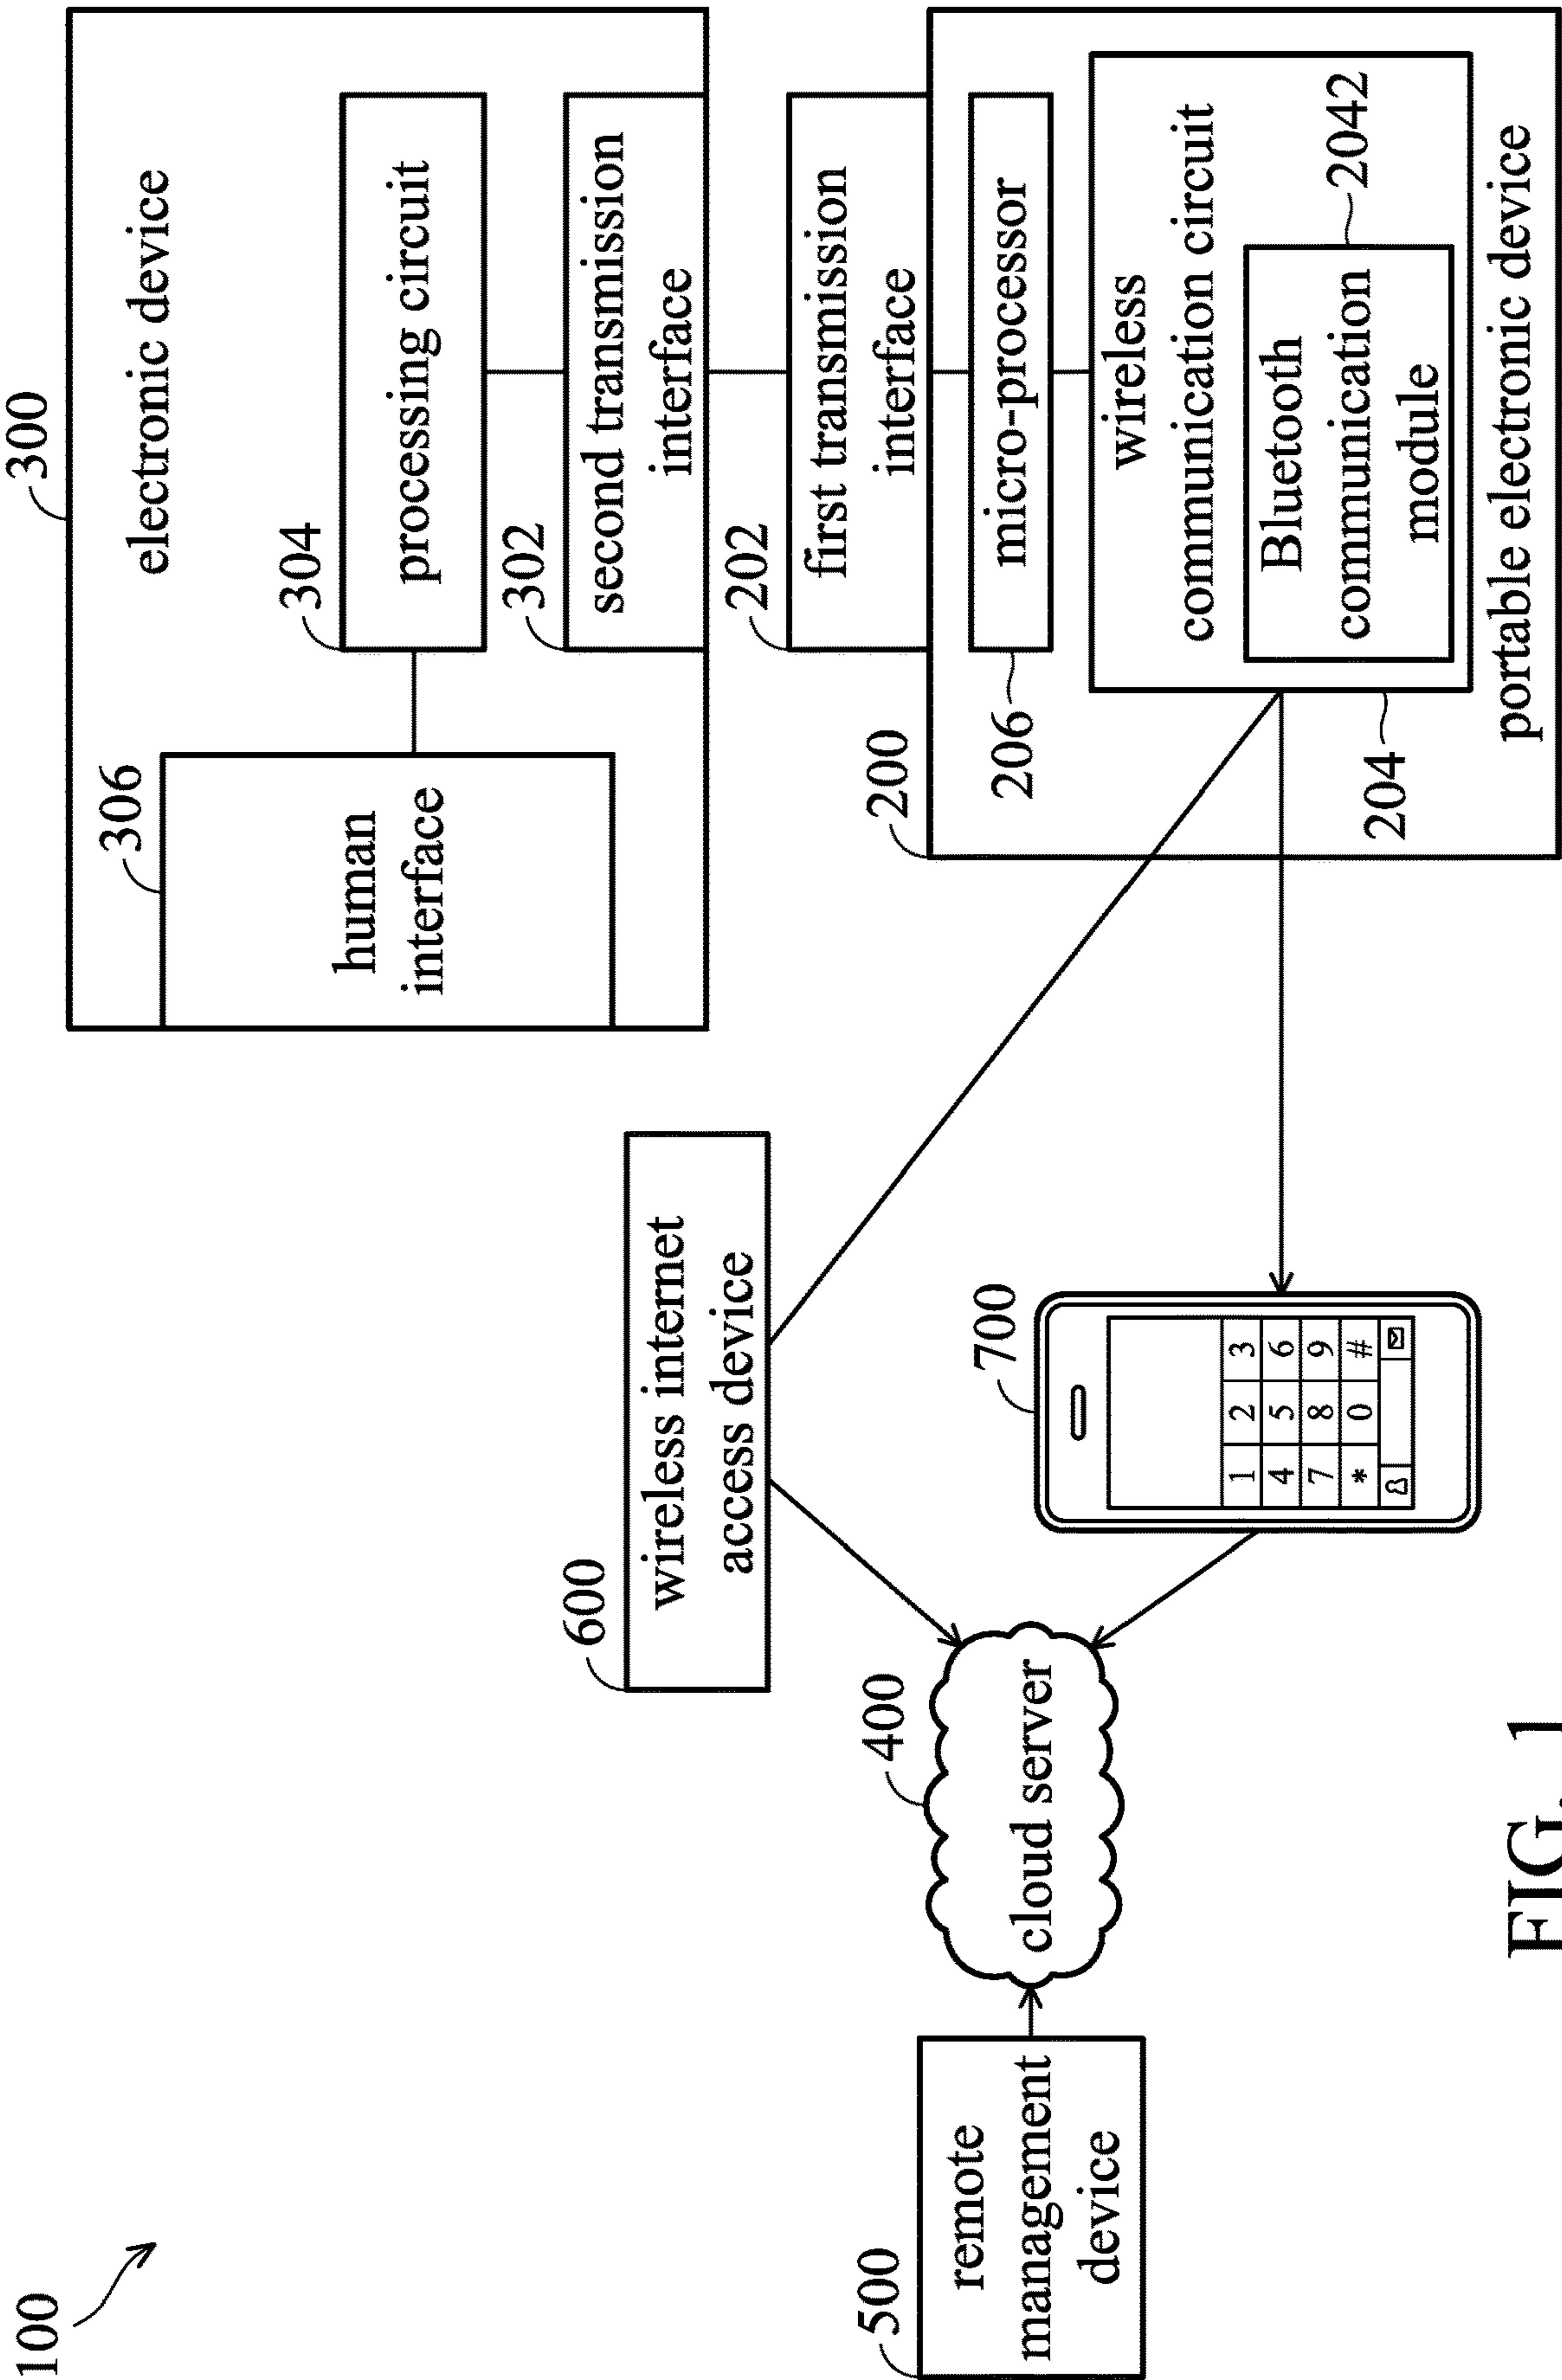 100
300
electronic device
306
human
interface
304
processing circuit
302
second transmission
interface
202
first transmission
interface
200
206
micro-processor
wireless
communication circuit
Bluetooth
communication
module
2042
204
portable electronic device
600
wireless internet
access device
700
1 2 3
4 5 6
7 8 9
* 0 #
400
cloud server
500
remote
management
device
FIG. 1